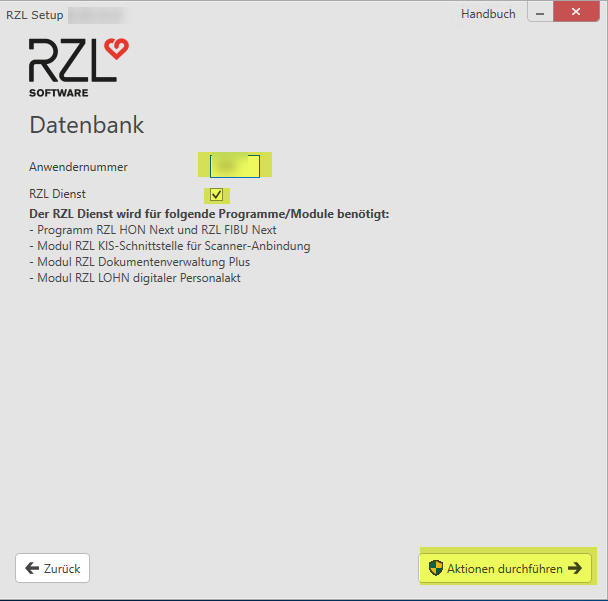 RZL Setup
Handbuch
RZL
SOFTWARE
Datenbank
Anwendernummer
RZL Dienst
Der RZL Dienst wird für folgende Programme/Module benötigt:
- Programm RZL HON Next und RZL FIBU Next
- Modul RZL KIS-Schnittstelle für Scanner-Anbindung
- Modul RZL Dokumentenverwaltung Plus
- Modul RZL LOHN digitaler Personalakt
Zurück
Aktionen durchführen